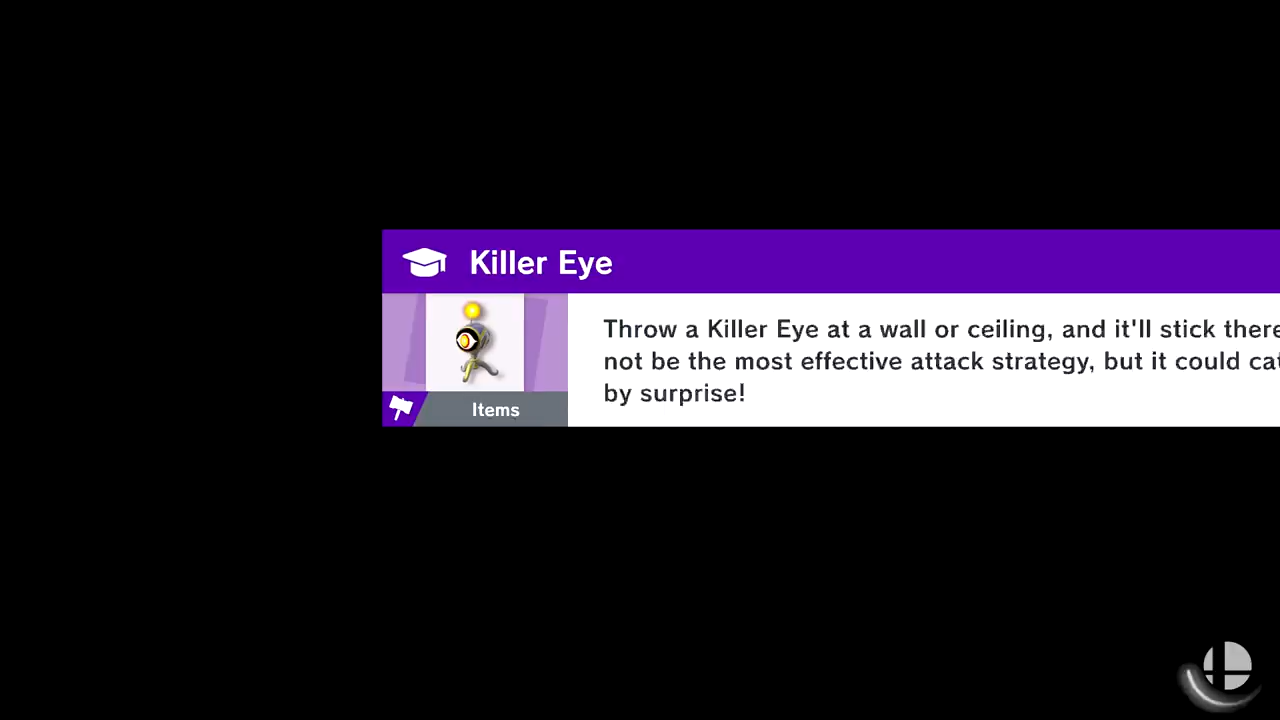 Killer Eye
Throw a Killer Eye at a wall or ceiling, and it'll stick there
not be the most effective attack strategy, but it could
by surprise!
Items